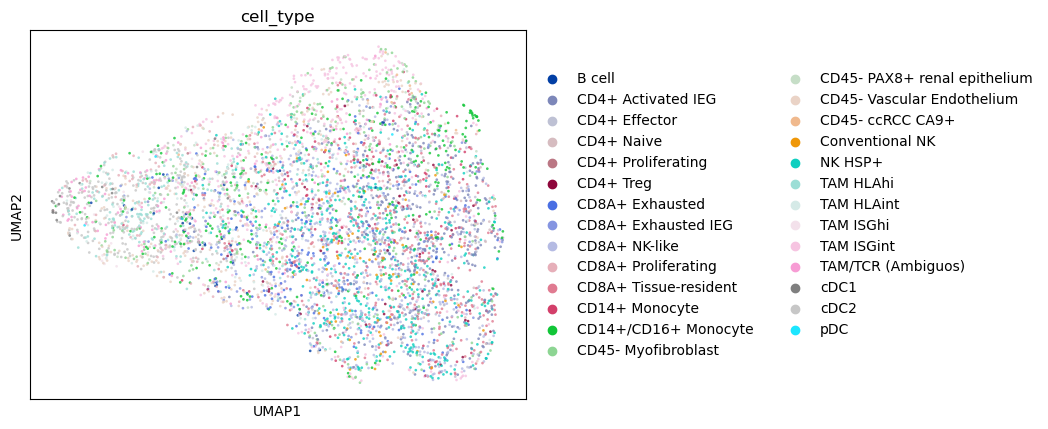 cell_type
UMAP2
UMAP1
B cell
CD4+ Activated IEG
CD4+ Effector
CD4+ Naive
CD4+ Proliferating
CD4+ Treg
CD8A+ Exhausted
CD8A+ Exhausted IEG
CD8A+ NK-like
CD8A+ Proliferating
CD8A+ Tissue-resident
CD14+ Monocyte
CD14+/CD16+ Monocyte
CD45- Myofibroblast
CD45- PAX8+ renal epithelium
CD45- Vascular Endothelium
CD45- ccRCC CA9+
Conventional NK
NK HSP+
TAM HLAhi
TAM HLAint
TAM ISGhi
TAM ISGint
TAM/TCR (Ambiguos)
cDC1
cDC2
pDC